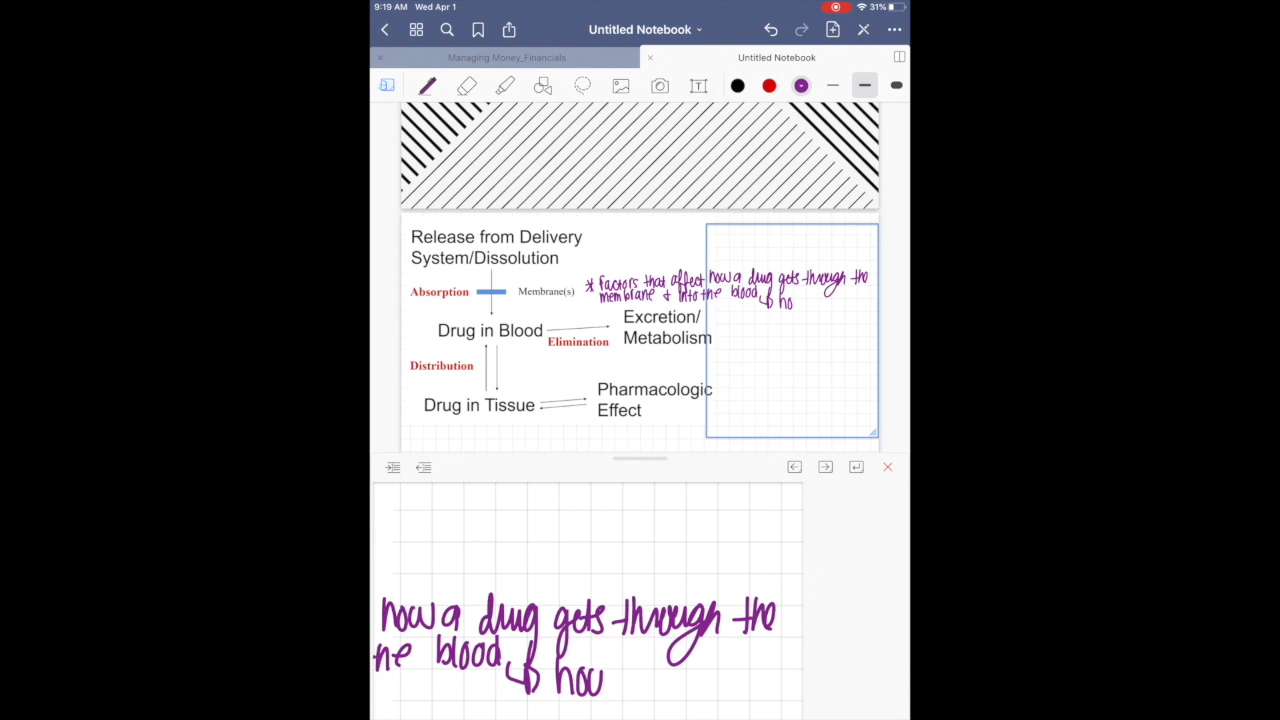 9:19 AM Wed Apr 1
31%
Untitled Notebook
Managing Money_Financials
Untitled Notebook
T
Release from Delivery
System/Dissolution
Absorption
Membrane(s)
* factors that affect how a drug gets through the
membrane & into the blood
ho
Drug in Blood
Elimination
Excretion/
Metabolism
Distribution
Drug in Tissue
Pharmacologic
Effect
how a drug gets through the
he blood
hou